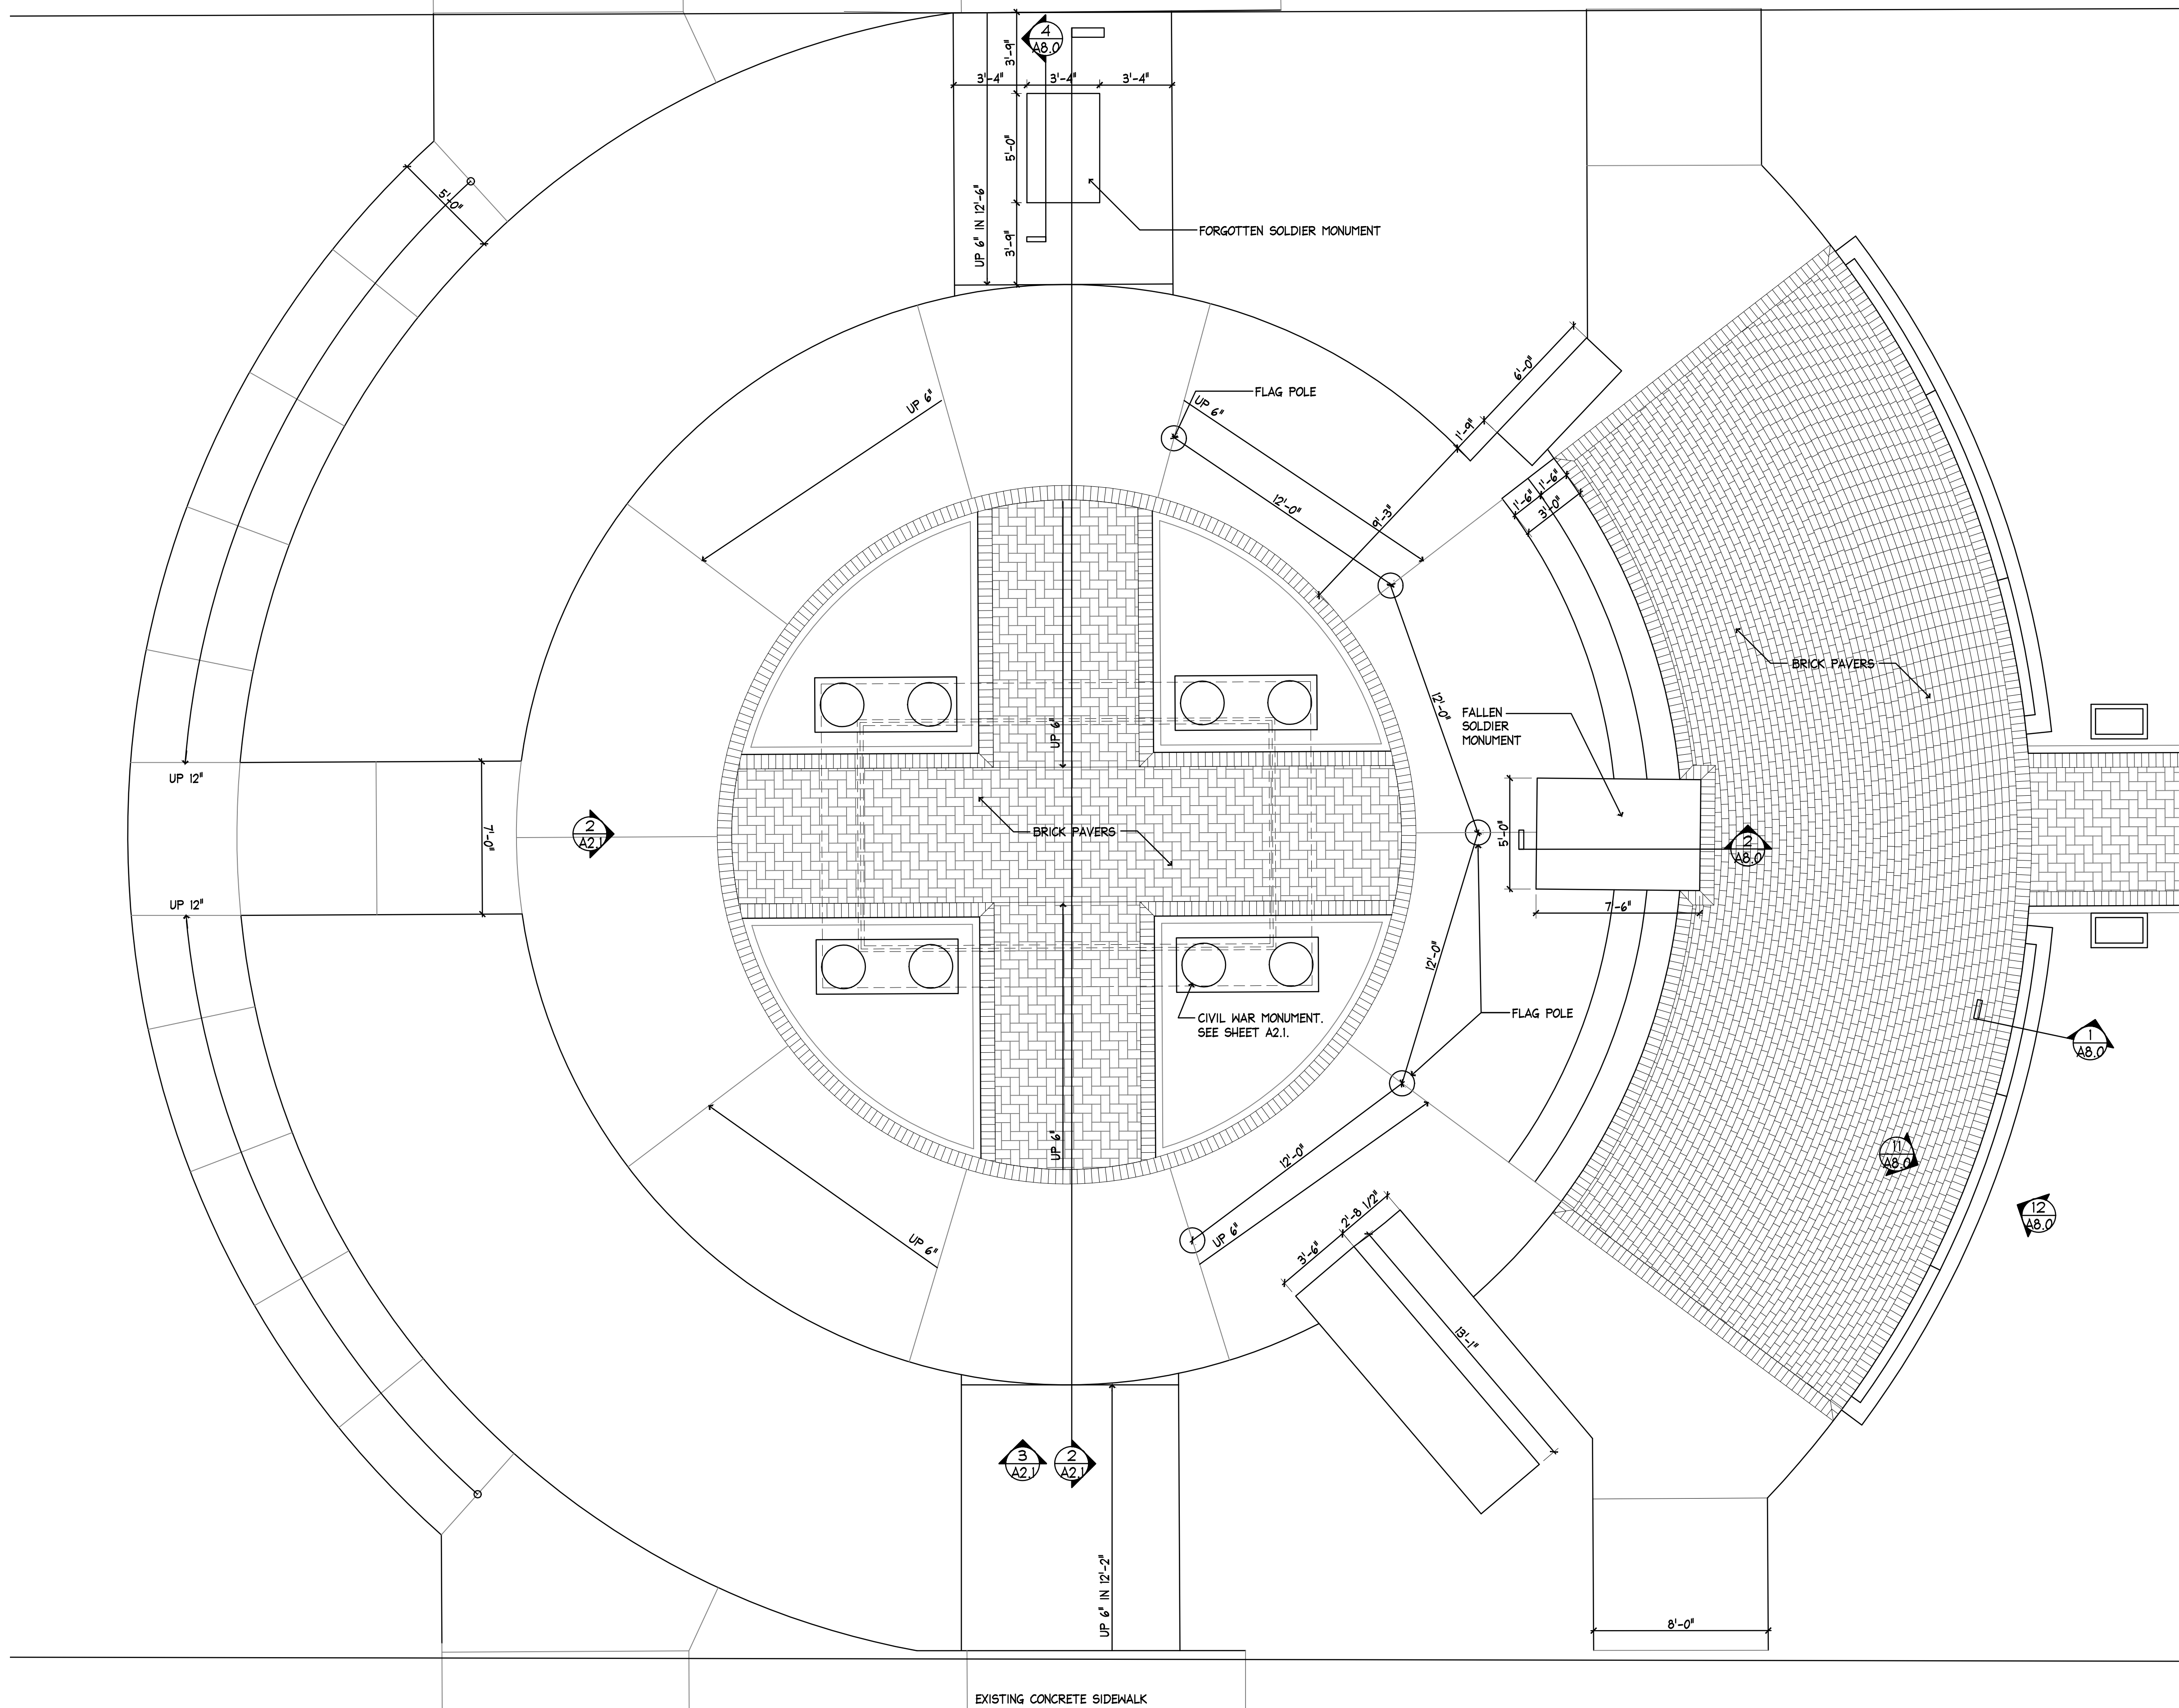 4
A8.0
3'-9"
3'-4"
3'-4"
3'-4"
5'-0"
5'-0"
UP 6" IN 12'-6"
3'-9"
FORGOTTEN SOLDIER MONUMENT
6'-0"
FLAG POLE
UP 6"
UP 6"
1'-9"
12'-0"
9'-3"
1'-6"
1'-6"
3'-0"
BRICK PAVERS
12'-0"
FALLEN
SOLDIER
MONUMENT
UP 6"
UP 12"
7'-0"
2
A2.1
BRICK PAVERS
5'-0"
2
A8.0
UP 12"
7'-6"
12'-0"
CIVIL WAR MONUMENT.
SEE SHEET A2.1.
FLAG POLE
1
A8.0
UP 6"
11
A8.0
12'-0"
12
A8.0
UP 6"
UP 6"
2'-8 1/2"
3'-6"
13'-1"
3
A2.1
2
A2.1
UP 6" IN 12'-2"
8'-0"
EXISTING CONCRETE SIDEWALK